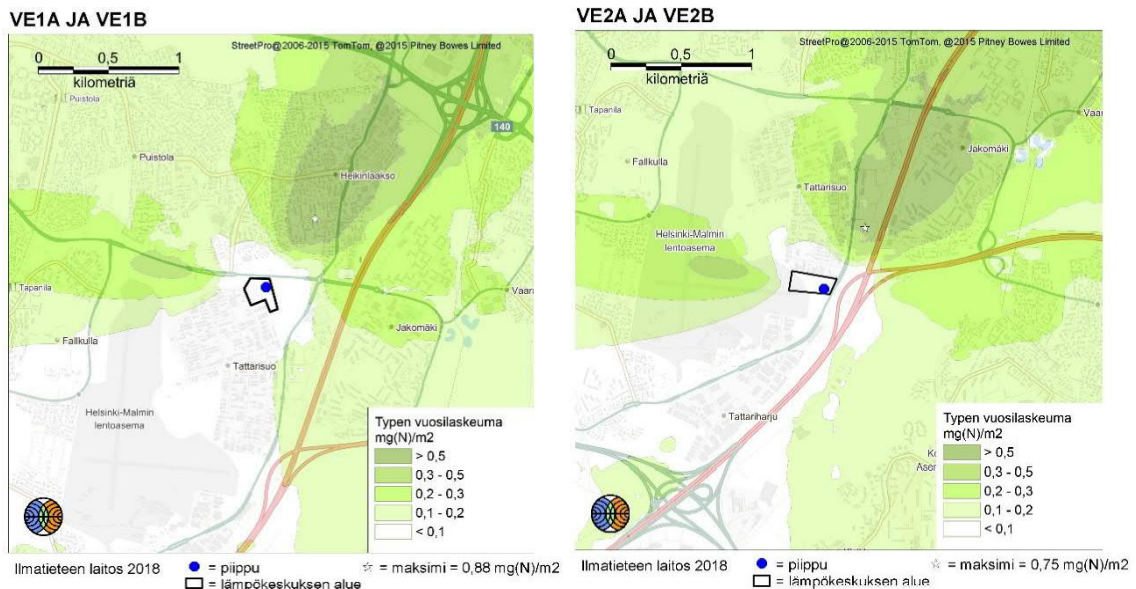 VE1A JA VE1B
StreetPro@2006-2015 TomTom, @2015 Pitney Bowes Limited
0 0,5 1
kilometriä
Puistola
Puistola
140
Heikinlaakso
Tapanila
Vaara
Jakomäki
Fallkulla
Tattarisuo
Helsinki-Malmin
lentoasema
Typen vuosilaskeuma
mg(N)/m2
> 0,5
0,3 - 0,5
0,2 - 0,3
0,1 - 0,2
< 0,1
Ilmatieteen laitos 2018
= piippu
= maksimi = 0,88 mg(N)/m2
= lämpökeskuksen alue
VE2A JA VE2B
StreetPro@2006-2015 TomTom, @2015 Pitney Bowes Limited
0 0,5 1
kilometriä
Tapanila
Vaara
Jakomäki
Fallkulla
Tattarisuo
Helsinki-Malmin
lentoasema
Tattariharju
Typen vuosilaskeuma
mg(N)/m2
> 0,5
0,3 - 0,5
0,2 - 0,3
0,1 - 0,2
< 0,1
Ilmatieteen laitos 2018
= piippu
= maksimi = 0,75 mg(N)/m2
= lämpökeskuksen alue